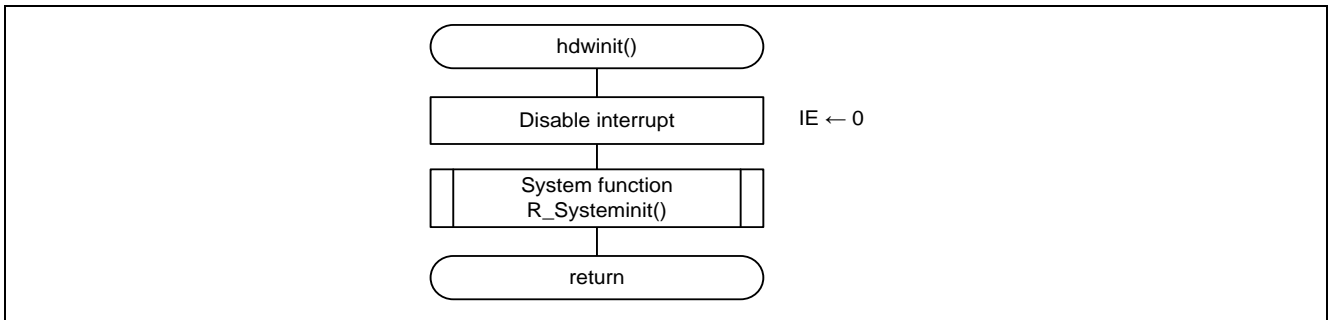 hdwinit()
Disable interrupt
IE ← 0
System function
R_Systeminit()
return